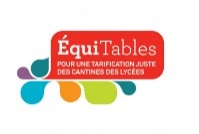 ÉquiTables
POUR UNE TARIFICATION JUSTE
DES CANTINES DES LYCÉES